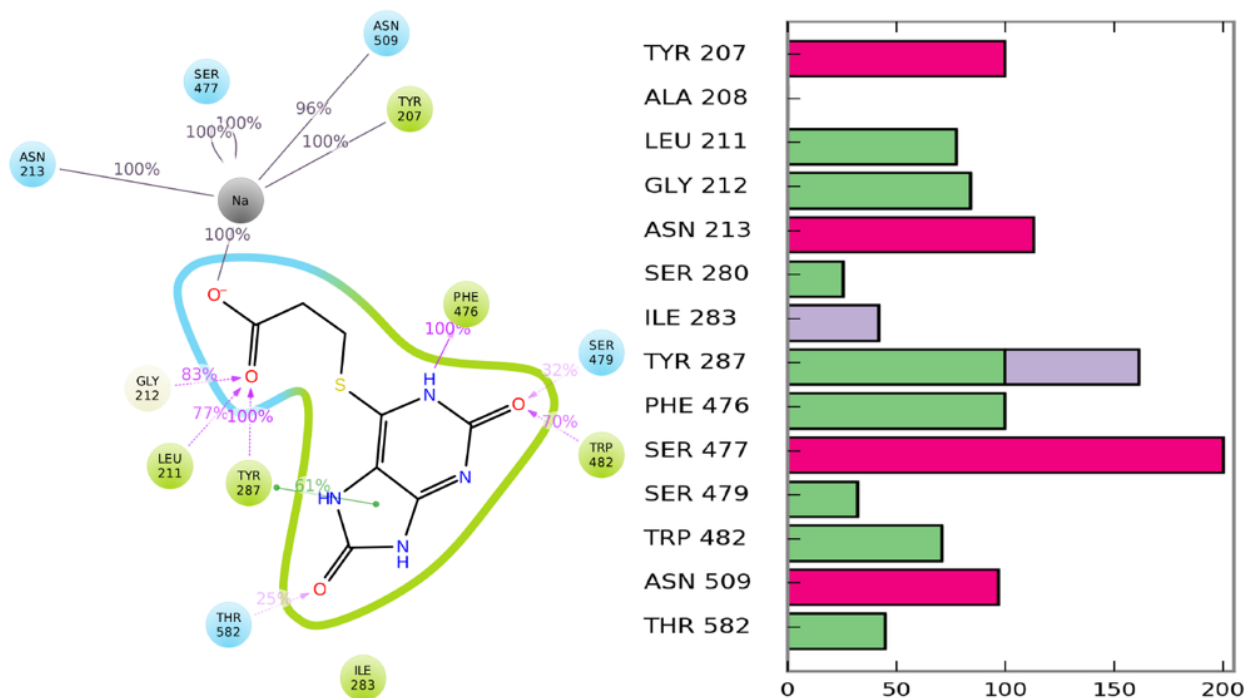 ASN
509
SER
477
TYR
207
96%
100%
100%
100%
ASN
213
100%
Na
100%
O⁻
PHE
476
100%
SER
479
GLY
212
83%
O
S
H
N
32%
O
77%
100%
70%
TRP
482
LEU
211
TYR
287
61%
HN
N
N
H
O
25%
THR
582
ILE
283
TYR 207
ALA 208
LEU 211
GLY 212
ASN 213
SER 280
ILE 283
TYR 287
PHE 476
SER 477
SER 479
TRP 482
ASN 509
THR 582
0 50 100 150 200